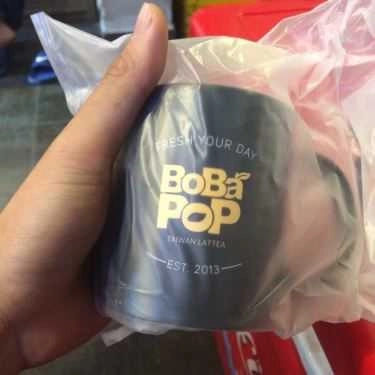 FRESH YOUR DAY
BoBa
POP
TAIWAN LATTEA
EST. 2013